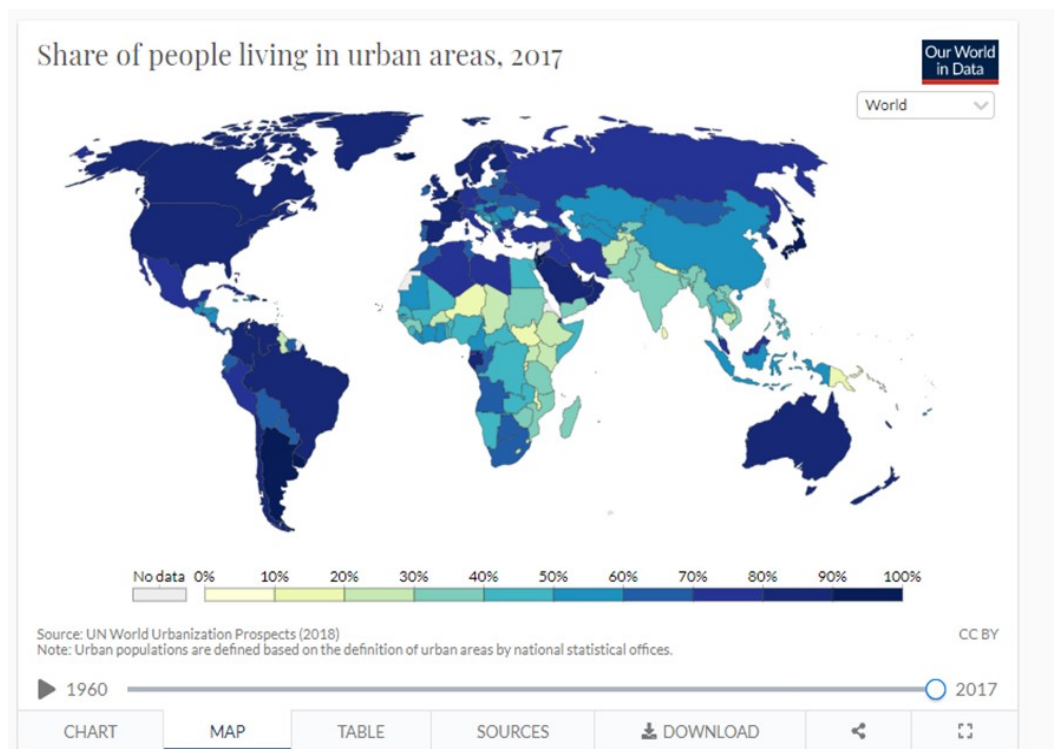 Share of people living in urban areas, 2017
Our World
in Data
World
No data 0% 10% 20% 30% 40% 50% 60% 70% 80% 90% 100%
Source: UN World Urbanization Prospects (2018)
CC BY
Note: Urban populations are defined based on the definition of urban areas by national statistical offices.
1960
2017
CHART MAP TABLE SOURCES DOWNLOAD